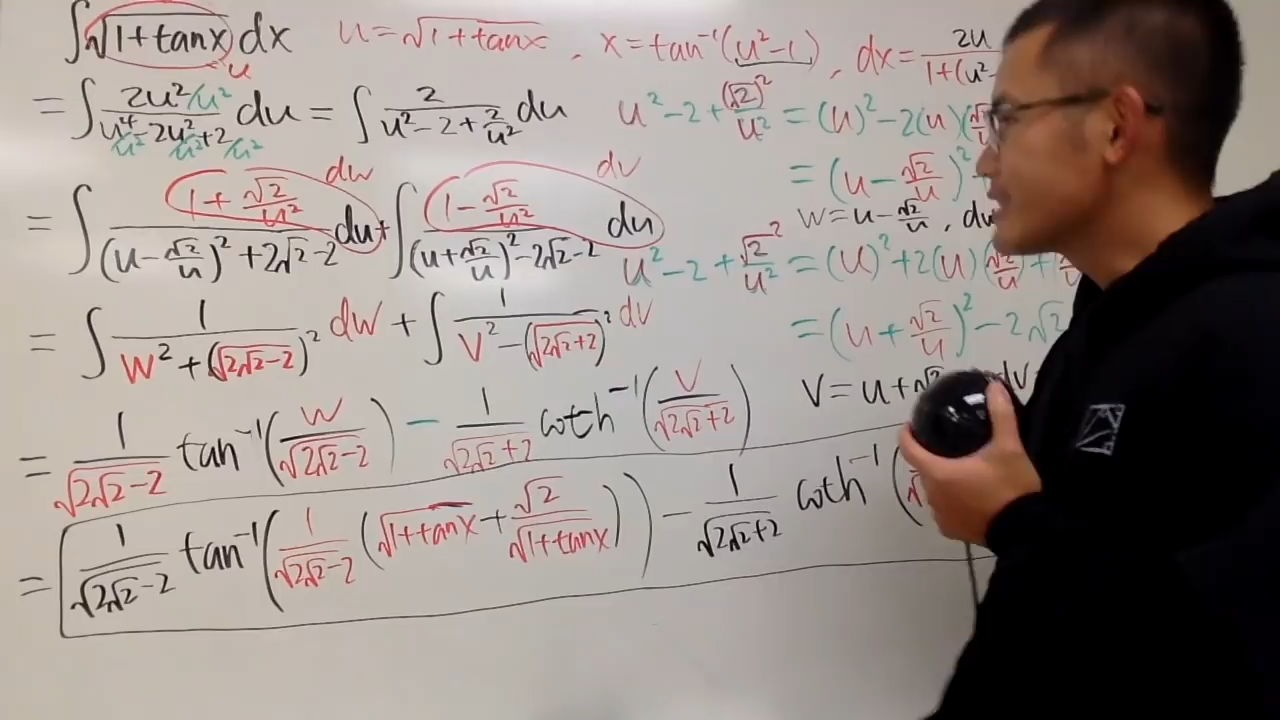 ∫√(1+tanx) dx   u = √(1+tanx) , x = tan⁻¹(u²-1) , dx = 2u / 1+(u²-
u
= ∫ (2u² /u²) / (u⁴ - 2u² + 2 /u² /u² /u²) du = ∫ 2 / (u² - 2 + 2/u²) du   u² - 2 + (√2)²/u² = (u)² - 2(u)(√
= (u - √2/u)²
= ∫ (1 + √2/u²) / ((u - √2/u)² + 2√2 - 2) du + ∫ (1 - √2/u²) / ((u + √2/u)² - 2√2 - 2) du   dw   dv
w = u - √2/u , du
u² - 2 + √2²/u² = (u)² + 2(u)(√2/u) +
= ∫ 1 / (w² + (√(2√2-2))²) dw + ∫ 1 / (v² - (√(2√2+2))²) dv   = (u + √2/u)² - 2√2
v = u + √2 dv
= 1/√(2√2-2) tan⁻¹( w/√(2√2-2) ) - 1/√(2√2+2) coth⁻¹( v/√(2√2+2) )
= 1/√(2√2-2) tan⁻¹( 1/√(2√2-2) ( √(1+tanx) + √2/√(1+tanx) ) ) - 1/√(2√2+2) coth⁻¹(